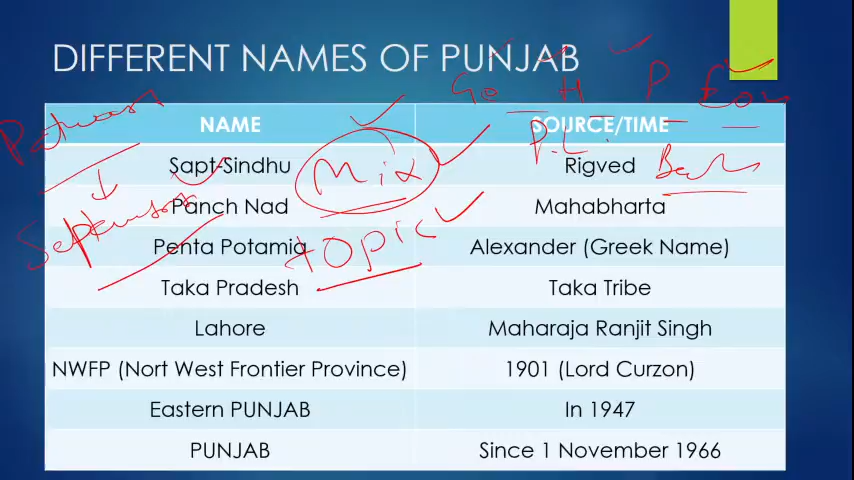 DIFFERENT NAMES OF PUNJAB
NAME SOURCE/TIME
Sapt-Sindhu Rigved
Panch Nad Mahabharta
Penta Potamia Alexander (Greek Name)
Taka Pradesh Taka Tribe
Lahore Maharaja Ranjit Singh
NWFP (Nort West Frontier Province) 1901 (Lord Curzon)
Eastern PUNJAB In 1947
PUNJAB Since 1 November 1966
Mix
topic
H P
P.L.